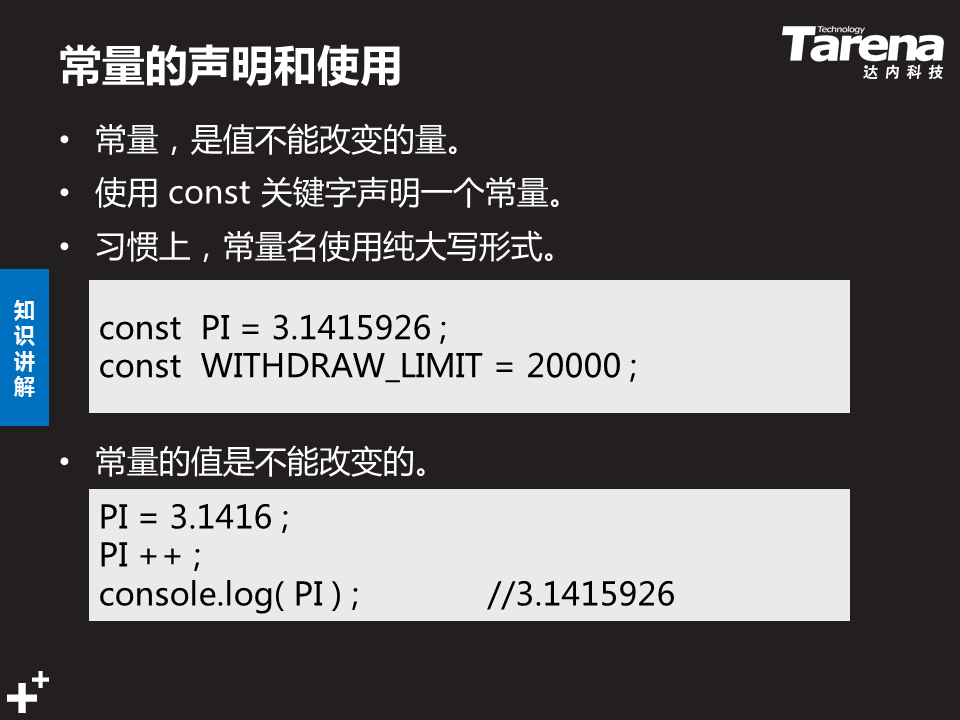 常量的声明和使用
Technology
Tarena
达内科技
• 常量，是值不能改变的量。
• 使用 const 关键字声明一个常量。
• 习惯上，常量名使用纯大写形式。
知识讲解
const  PI = 3.1415926 ;
const  WITHDRAW_LIMIT = 20000 ;
• 常量的值是不能改变的。
PI = 3.1416 ;
PI ++ ;
console.log( PI ) ;  //3.1415926